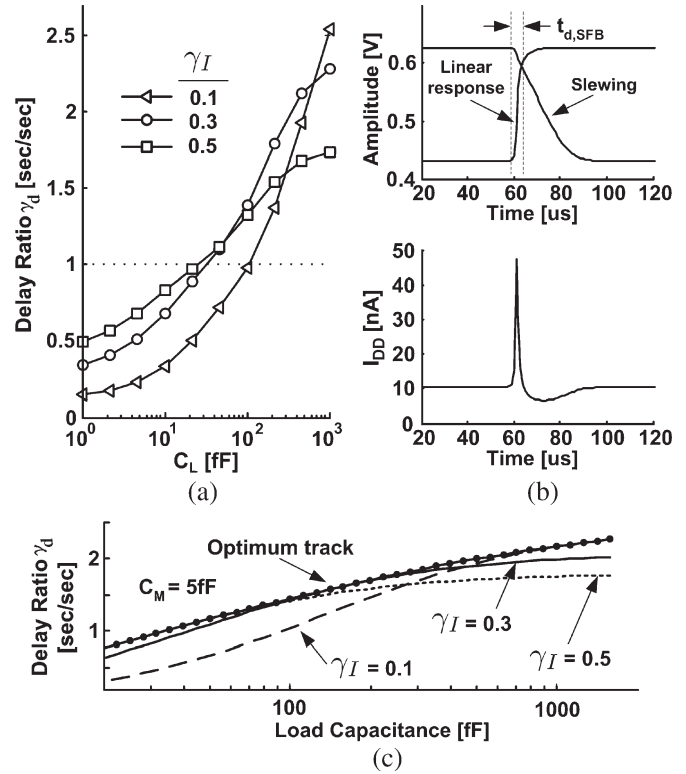 2.5
2
1.5
1
0.5
0
Delay Ratio γd [sec/sec]
γI
0.1
0.3
0.5
10^0
10^1
10^2
10^3
CL [fF]
(a)
td,SFB
0.6
0.5
0.4
Amplitude [V]
Linear
response
Slewing
20 40 60 80 100 120
Time [us]
50
40
30
20
10
0
IDD [nA]
20 40 60 80 100 120
Time [us]
(b)
Delay Ratio γd
[sec/sec]
2
1
Optimum track
CM = 5fF
γI = 0.1
γI = 0.3
γI = 0.5
100 1000
Load Capacitance [fF]
(c)